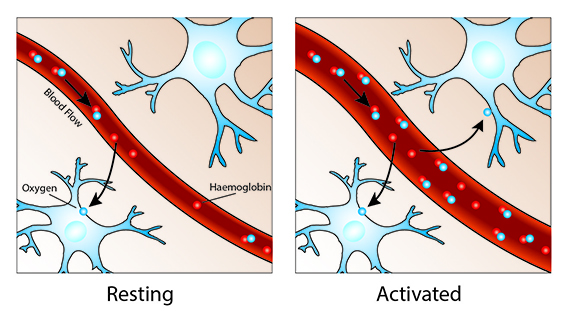 Blood Flow
Oxygen
Haemoglobin
Resting
Activated